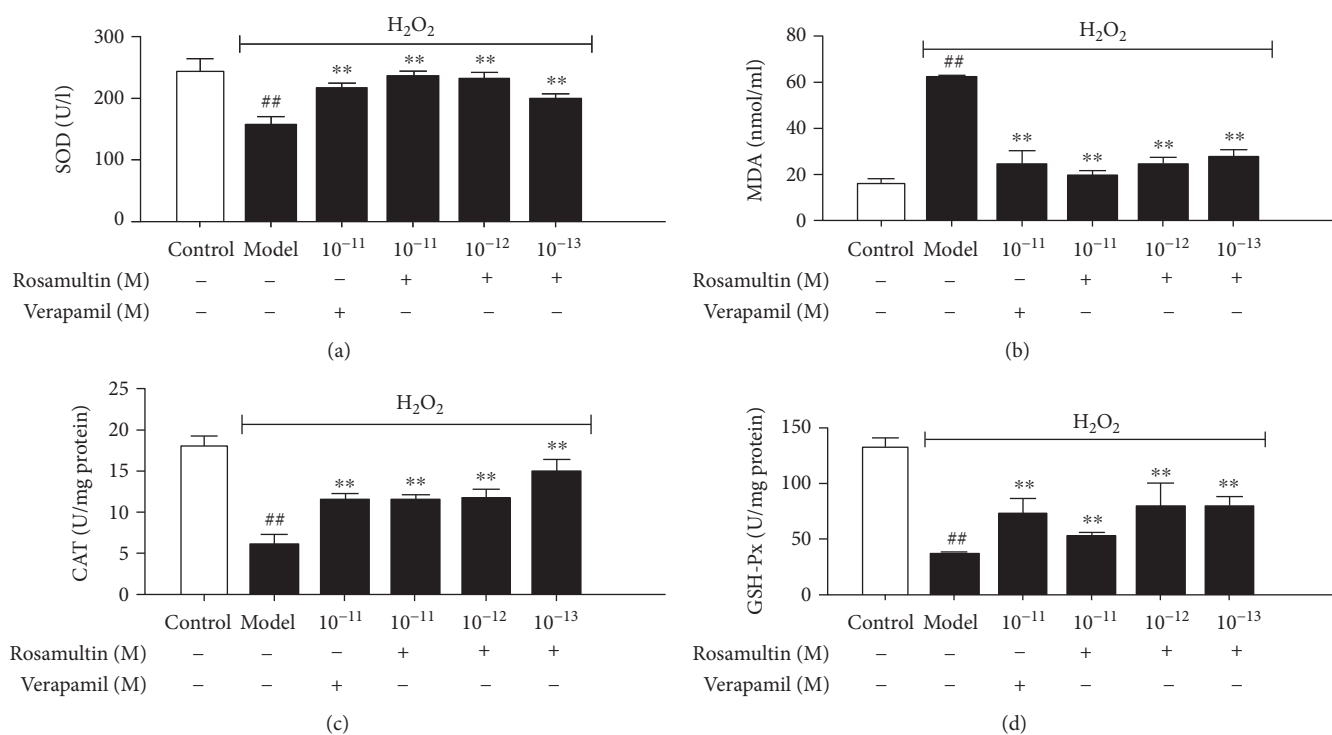 H₂O₂
300
200
100
0
SOD (U/l)
##
**
**
**
**
Control Model 10⁻¹¹ 10⁻¹¹ 10⁻¹² 10⁻¹³
Rosamultin (M) – – – + + +
Verapamil (M) – – + – – –
(a)
H₂O₂
80
60
40
20
0
MDA (nmol/ml)
##
**
**
**
**
Control Model 10⁻¹¹ 10⁻¹¹ 10⁻¹² 10⁻¹³
Rosamultin (M) – – – + + +
Verapamil (M) – – + – – –
(b)
H₂O₂
25
20
15
10
5
0
CAT (U/mg protein)
##
**
**
**
**
Control Model 10⁻¹¹ 10⁻¹¹ 10⁻¹² 10⁻¹³
Rosamultin (M) – – – + + +
Verapamil (M) – – + – – –
(c)
H₂O₂
150
100
50
0
GSH-Px (U/mg protein)
##
**
**
**
**
Control Model 10⁻¹¹ 10⁻¹¹ 10⁻¹² 10⁻¹³
Rosamultin (M) – – – + + +
Verapamil (M) – – + – – –
(d)